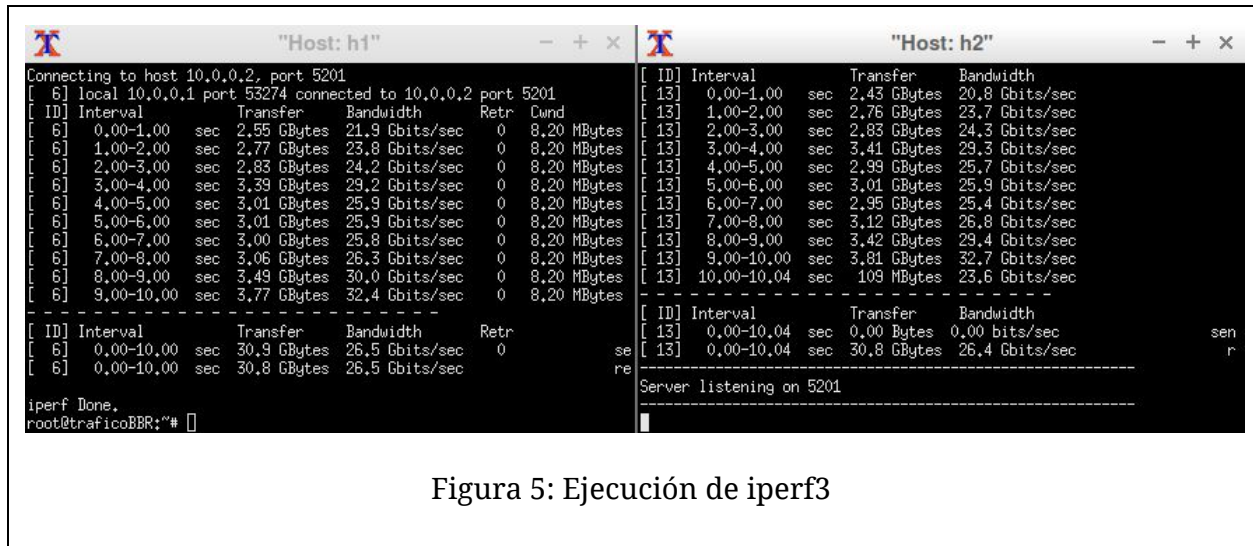 "Host: h1"
Connecting to host 10.0.0.2, port 5201
[ 6] local 10.0.0.1 port 53274 connected to 10.0.0.2 port 5201
[ ID] Interval Transfer Bandwidth Retr Cwnd
[ 6] 0.00-1.00 sec 2.55 GBytes 21.9 Gbits/sec 0 8.20 MBytes
[ 6] 1.00-2.00 sec 2.77 GBytes 23.8 Gbits/sec 0 8.20 MBytes
[ 6] 2.00-3.00 sec 2.83 GBytes 24.2 Gbits/sec 0 8.20 MBytes
[ 6] 3.00-4.00 sec 3.39 GBytes 29.2 Gbits/sec 0 8.20 MBytes
[ 6] 4.00-5.00 sec 3.01 GBytes 25.9 Gbits/sec 0 8.20 MBytes
[ 6] 5.00-6.00 sec 3.01 GBytes 25.9 Gbits/sec 0 8.20 MBytes
[ 6] 6.00-7.00 sec 3.00 GBytes 25.8 Gbits/sec 0 8.20 MBytes
[ 6] 7.00-8.00 sec 3.06 GBytes 26.3 Gbits/sec 0 8.20 MBytes
[ 6] 8.00-9.00 sec 3.49 GBytes 30.0 Gbits/sec 0 8.20 MBytes
[ 6] 9.00-10.00 sec 3.77 GBytes 32.4 Gbits/sec 0 8.20 MBytes
- - - - - - - - - - - - - - - - - - - - - - - - -
[ ID] Interval Transfer Bandwidth Retr
[ 6] 0.00-10.00 sec 30.9 GBytes 26.5 Gbits/sec 0 se
[ 6] 0.00-10.00 sec 30.8 GBytes 26.5 Gbits/sec re
iperf Done.
root@traficoBBR:~#
"Host: h2"
[ ID] Interval Transfer Bandwidth
[ 13] 0.00-1.00 sec 2.43 GBytes 20.8 Gbits/sec
[ 13] 1.00-2.00 sec 2.76 GBytes 23.7 Gbits/sec
[ 13] 2.00-3.00 sec 2.83 GBytes 24.3 Gbits/sec
[ 13] 3.00-4.00 sec 3.41 GBytes 29.3 Gbits/sec
[ 13] 4.00-5.00 sec 2.99 GBytes 25.7 Gbits/sec
[ 13] 5.00-6.00 sec 3.01 GBytes 25.9 Gbits/sec
[ 13] 6.00-7.00 sec 2.95 GBytes 25.4 Gbits/sec
[ 13] 7.00-8.00 sec 3.12 GBytes 26.8 Gbits/sec
[ 13] 8.00-9.00 sec 3.42 GBytes 29.4 Gbits/sec
[ 13] 9.00-10.00 sec 3.81 GBytes 32.7 Gbits/sec
[ 13] 10.00-10.04 sec 109 MBytes 23.6 Gbits/sec
- - - - - - - - - - - - - - - - - - - - - - - - -
[ ID] Interval Transfer Bandwidth
[ 13] 0.00-10.04 sec 0.00 Bytes 0.00 bits/sec sen
[ 13] 0.00-10.04 sec 30.8 GBytes 26.4 Gbits/sec r
-----------------------------------------------------------
Server listening on 5201
-----------------------------------------------------------
Figura 5: Ejecución de iperf3